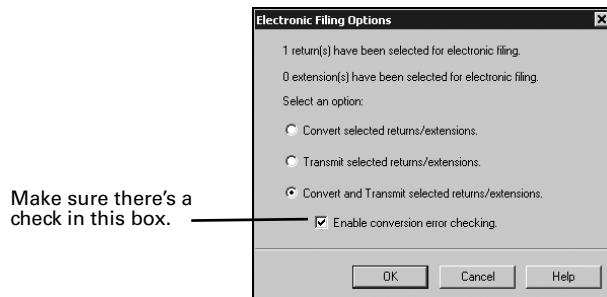 Electronic Filing Options
1 return(s) have been selected for electronic filing.
0 extension(s) have been selected for electronic filing.
Select an option:
Convert selected returns/extensions.
Transmit selected returns/extensions.
Convert and Transmit selected returns/extensions.
Make sure there's a
check in this box.
Enable conversion error checking.
OK Cancel Help